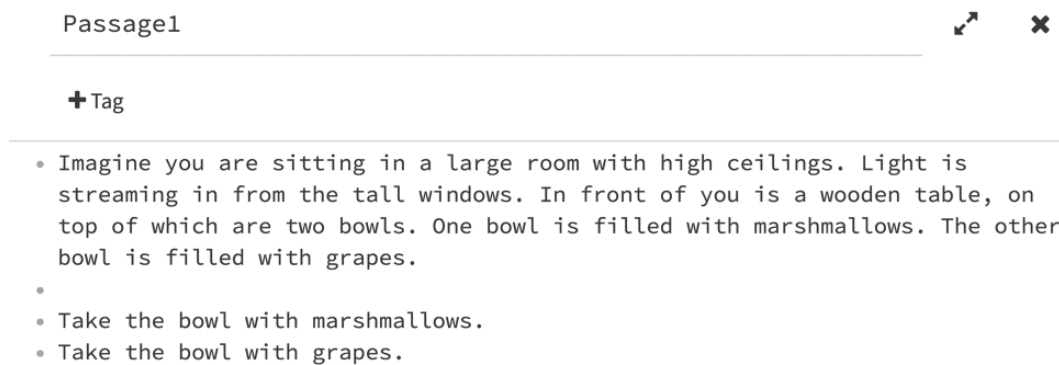 Passage1
Tag
Imagine you are sitting in a large room with high ceilings. Light is
streaming in from the tall windows. In front of you is a wooden table, on
top of which are two bowls. One bowl is filled with marshmallows. The other
bowl is filled with grapes.
Take the bowl with marshmallows.
Take the bowl with grapes.